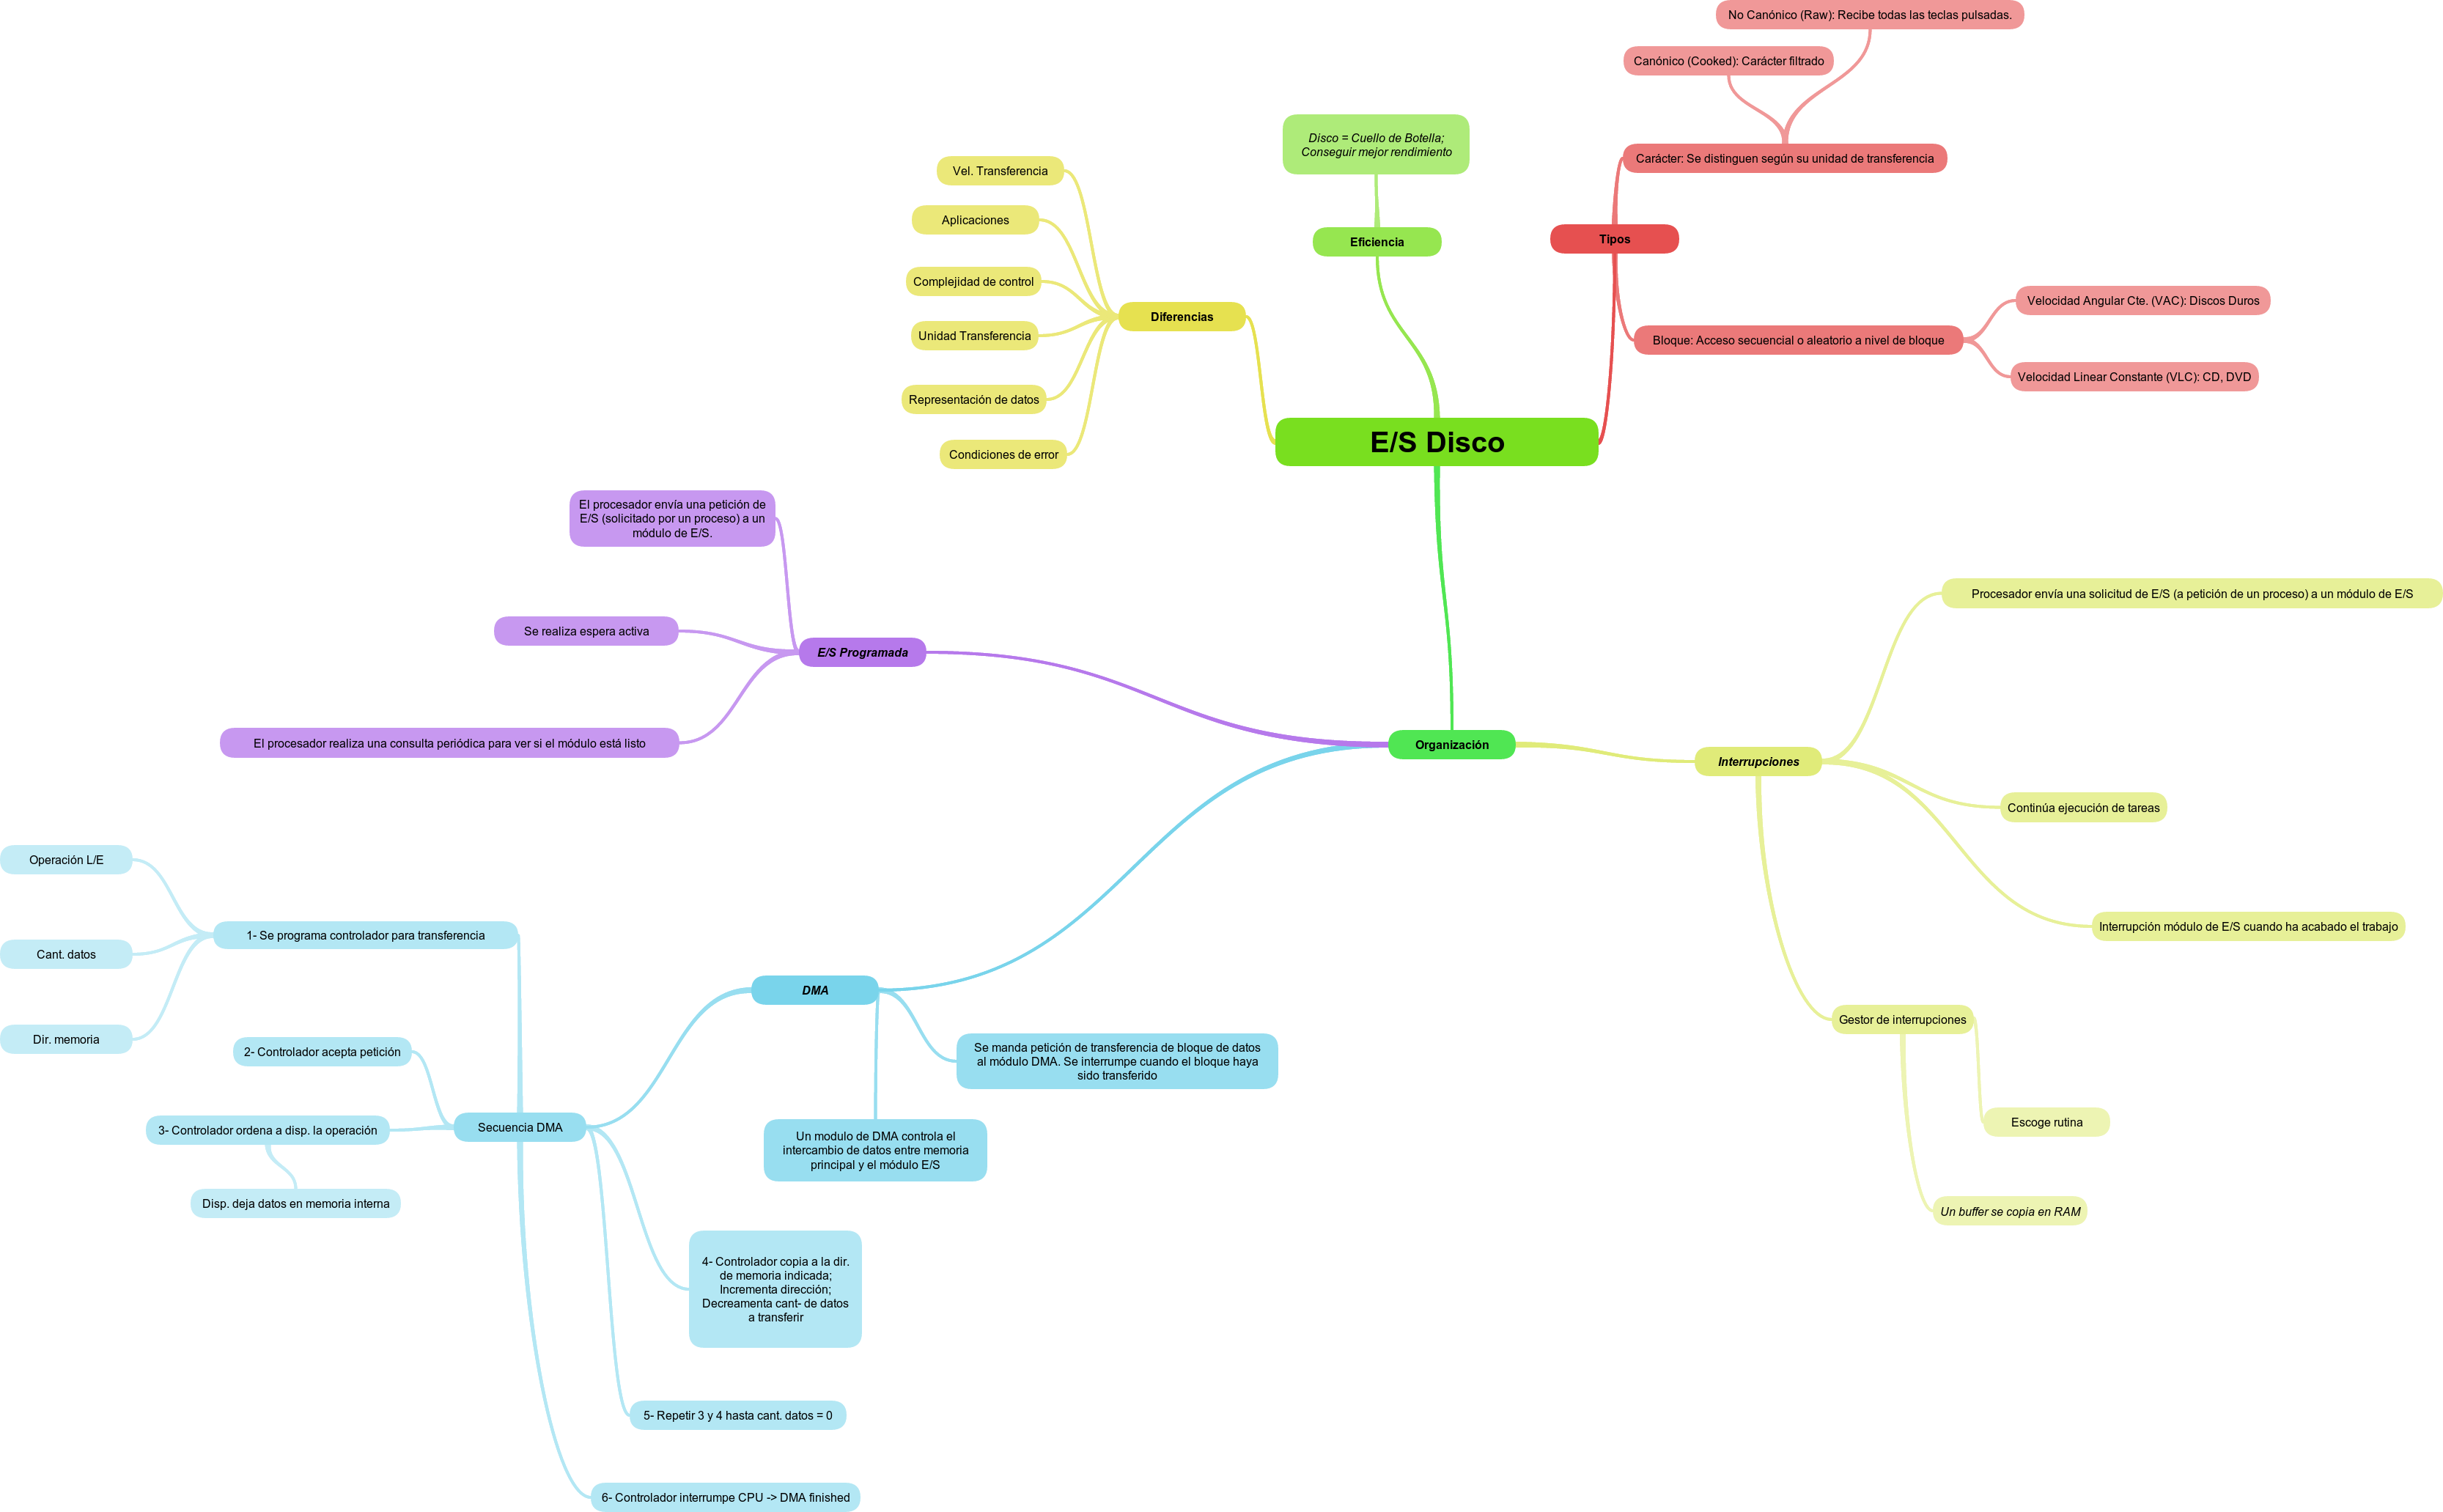 No Canónico (Raw): Recibe todas las teclas pulsadas.
Canónico (Cooked): Carácter filtrado
Carácter: Se distinguen según su unidad de transferencia
Tipos
Bloque: Acceso secuencial o aleatorio a nivel de bloque
Velocidad Angular Cte. (VAC): Discos Duros
Velocidad Linear Constante (VLC): CD, DVD
Disco = Cuello de Botella;
Conseguir mejor rendimiento
Eficiencia
Vel. Transferencia
Aplicaciones
Complejidad de control
Unidad Transferencia
Representación de datos
Condiciones de error
Diferencias
E/S Disco
El procesador envía una petición de
E/S (solicitado por un proceso) a un
módulo de E/S.
Se realiza espera activa
El procesador realiza una consulta periódica para ver si el módulo está listo
E/S Programada
Organización
Interrupciones
Procesador envía una solicitud de E/S (a petición de un proceso) a un módulo de E/S
Continúa ejecución de tareas
Interrupción módulo de E/S cuando ha acabado el trabajo
Gestor de interrupciones
Escoge rutina
Un buffer se copia en RAM
DMA
Se manda petición de transferencia de bloque de datos
al módulo DMA. Se interrumpe cuando el bloque haya
sido transferido
Un modulo de DMA controla el
intercambio de datos entre memoria
principal y el módulo E/S
Secuencia DMA
1- Se programa controlador para transferencia
Operación L/E
Cant. datos
Dir. memoria
2- Controlador acepta petición
3- Controlador ordena a disp. la operación
Disp. deja datos en memoria interna
4- Controlador copia a la dir.
de memoria indicada;
Incrementa dirección;
Decreamenta cant- de datos
a transferir
5- Repetir 3 y 4 hasta cant. datos = 0
6- Controlador interrumpe CPU -> DMA finished